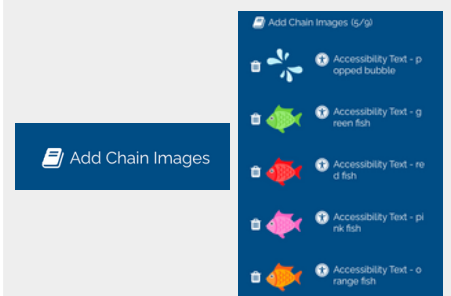 Add Chain Images
Add Chain Images (5/9)
Accessibility Text - p
opped bubble
Accessibility Text - g
reen fish
Accessibility Text - re
d fish
Accessibility Text - pi
nk fish
Accessibility Text - o
range fish